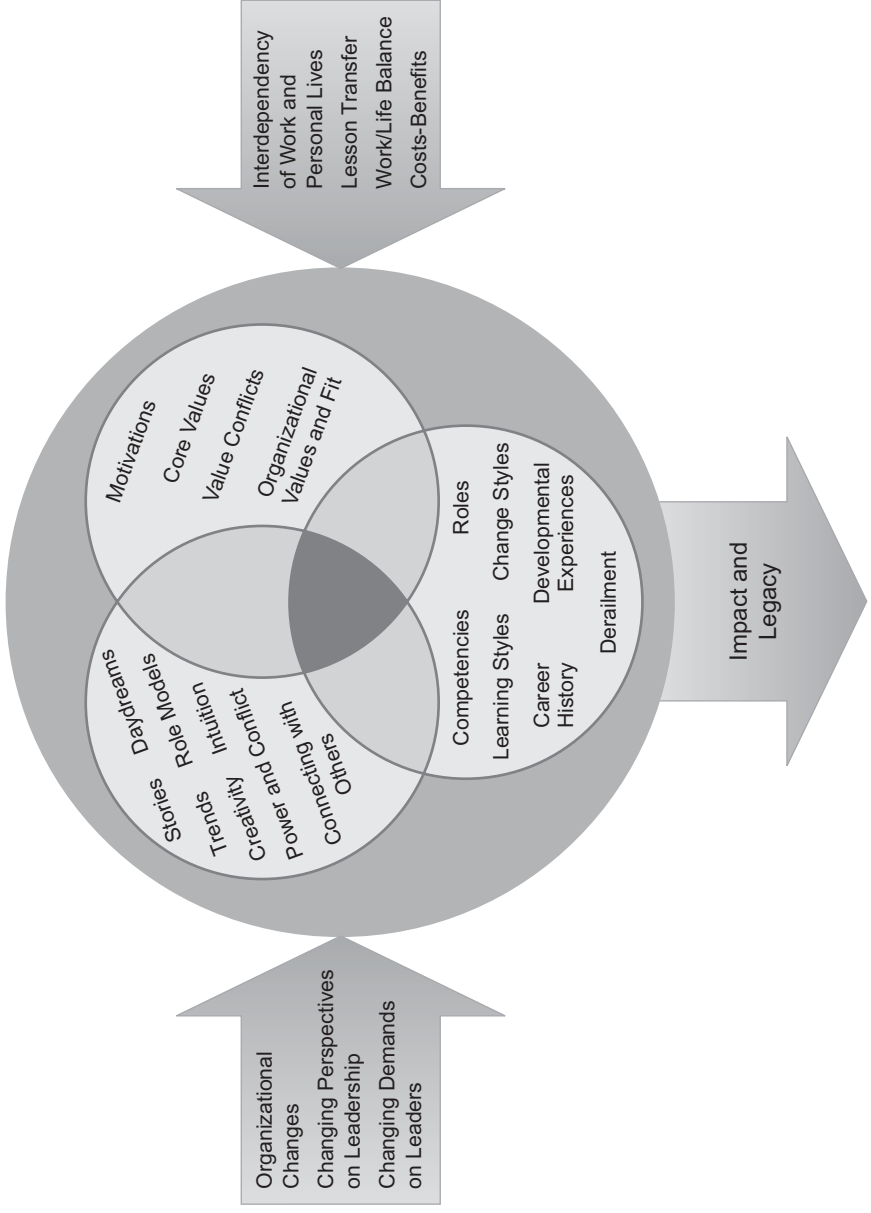 Organizational
Changes
Changing Perspectives
on Leadership
Changing Demands
on Leaders
Stories Daydreams
Trends Role Models
Creativity Intuition
Power and Conflict
Connecting with
Others
Motivations
Core Values
Value Conflicts
Organizational
Values and Fit
Interdependency
of Work and
Personal Lives
Lesson Transfer
Work/Life Balance
Costs-Benefits
Competencies
Learning Styles
Career
History
Roles
Change Styles
Developmental
Experiences
Derailment
Impact and
Legacy